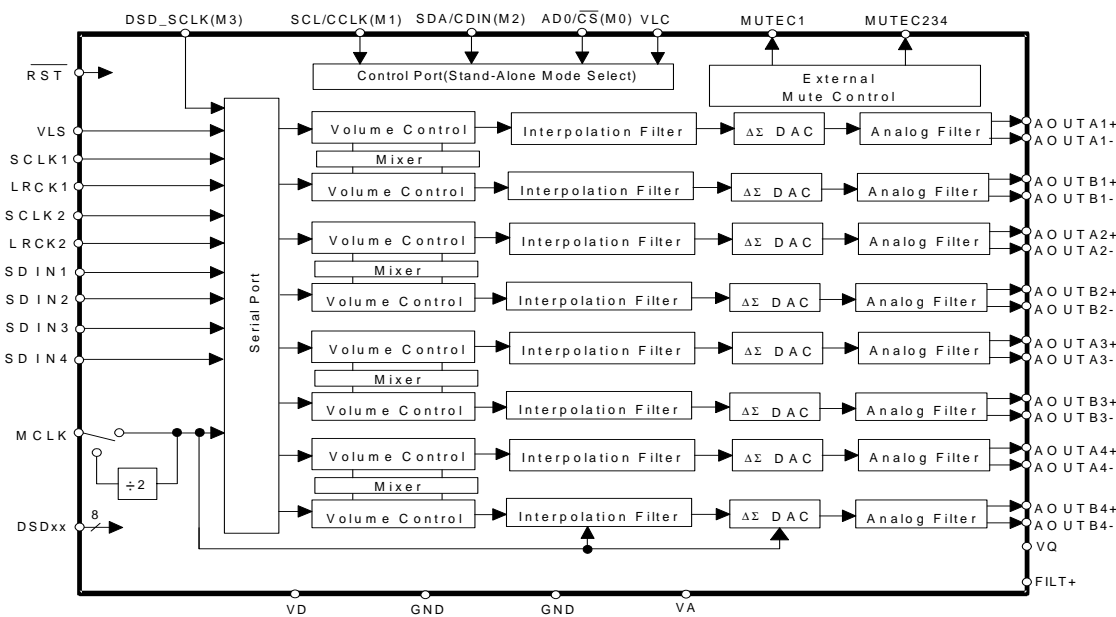 DSD_SCLK(M3)
SCL/CCLK(M1)
SDA/CDIN(M2)
AD0/CS(M0)
VLC
MUTEC1
MUTEC234
RST
Control Port(Stand-Alone Mode Select)
External
Mute Control
VLS
SCLK1
LRCK1
SCLK2
LRCK2
SDIN1
SDIN2
SDIN3
SDIN4
MCLK
÷2
DSDxx
8
Serial Port
Volume Control
Interpolation Filter
ΔΣ DAC
Analog Filter
AOUTA1+
AOUTA1-
Mixer
Volume Control
Interpolation Filter
ΔΣ DAC
Analog Filter
AOUTB1+
AOUTB1-
Volume Control
Interpolation Filter
ΔΣ DAC
Analog Filter
AOUTA2+
AOUTA2-
Mixer
Volume Control
Interpolation Filter
ΔΣ DAC
Analog Filter
AOUTB2+
AOUTB2-
Volume Control
Interpolation Filter
ΔΣ DAC
Analog Filter
AOUTA3+
AOUTA3-
Mixer
Volume Control
Interpolation Filter
ΔΣ DAC
Analog Filter
AOUTB3+
AOUTB3-
Volume Control
Interpolation Filter
ΔΣ DAC
Analog Filter
AOUTA4+
AOUTA4-
Mixer
Volume Control
Interpolation Filter
ΔΣ DAC
Analog Filter
AOUTB4+
AOUTB4-
VQ
FILT+
VD
GND
GND
VA